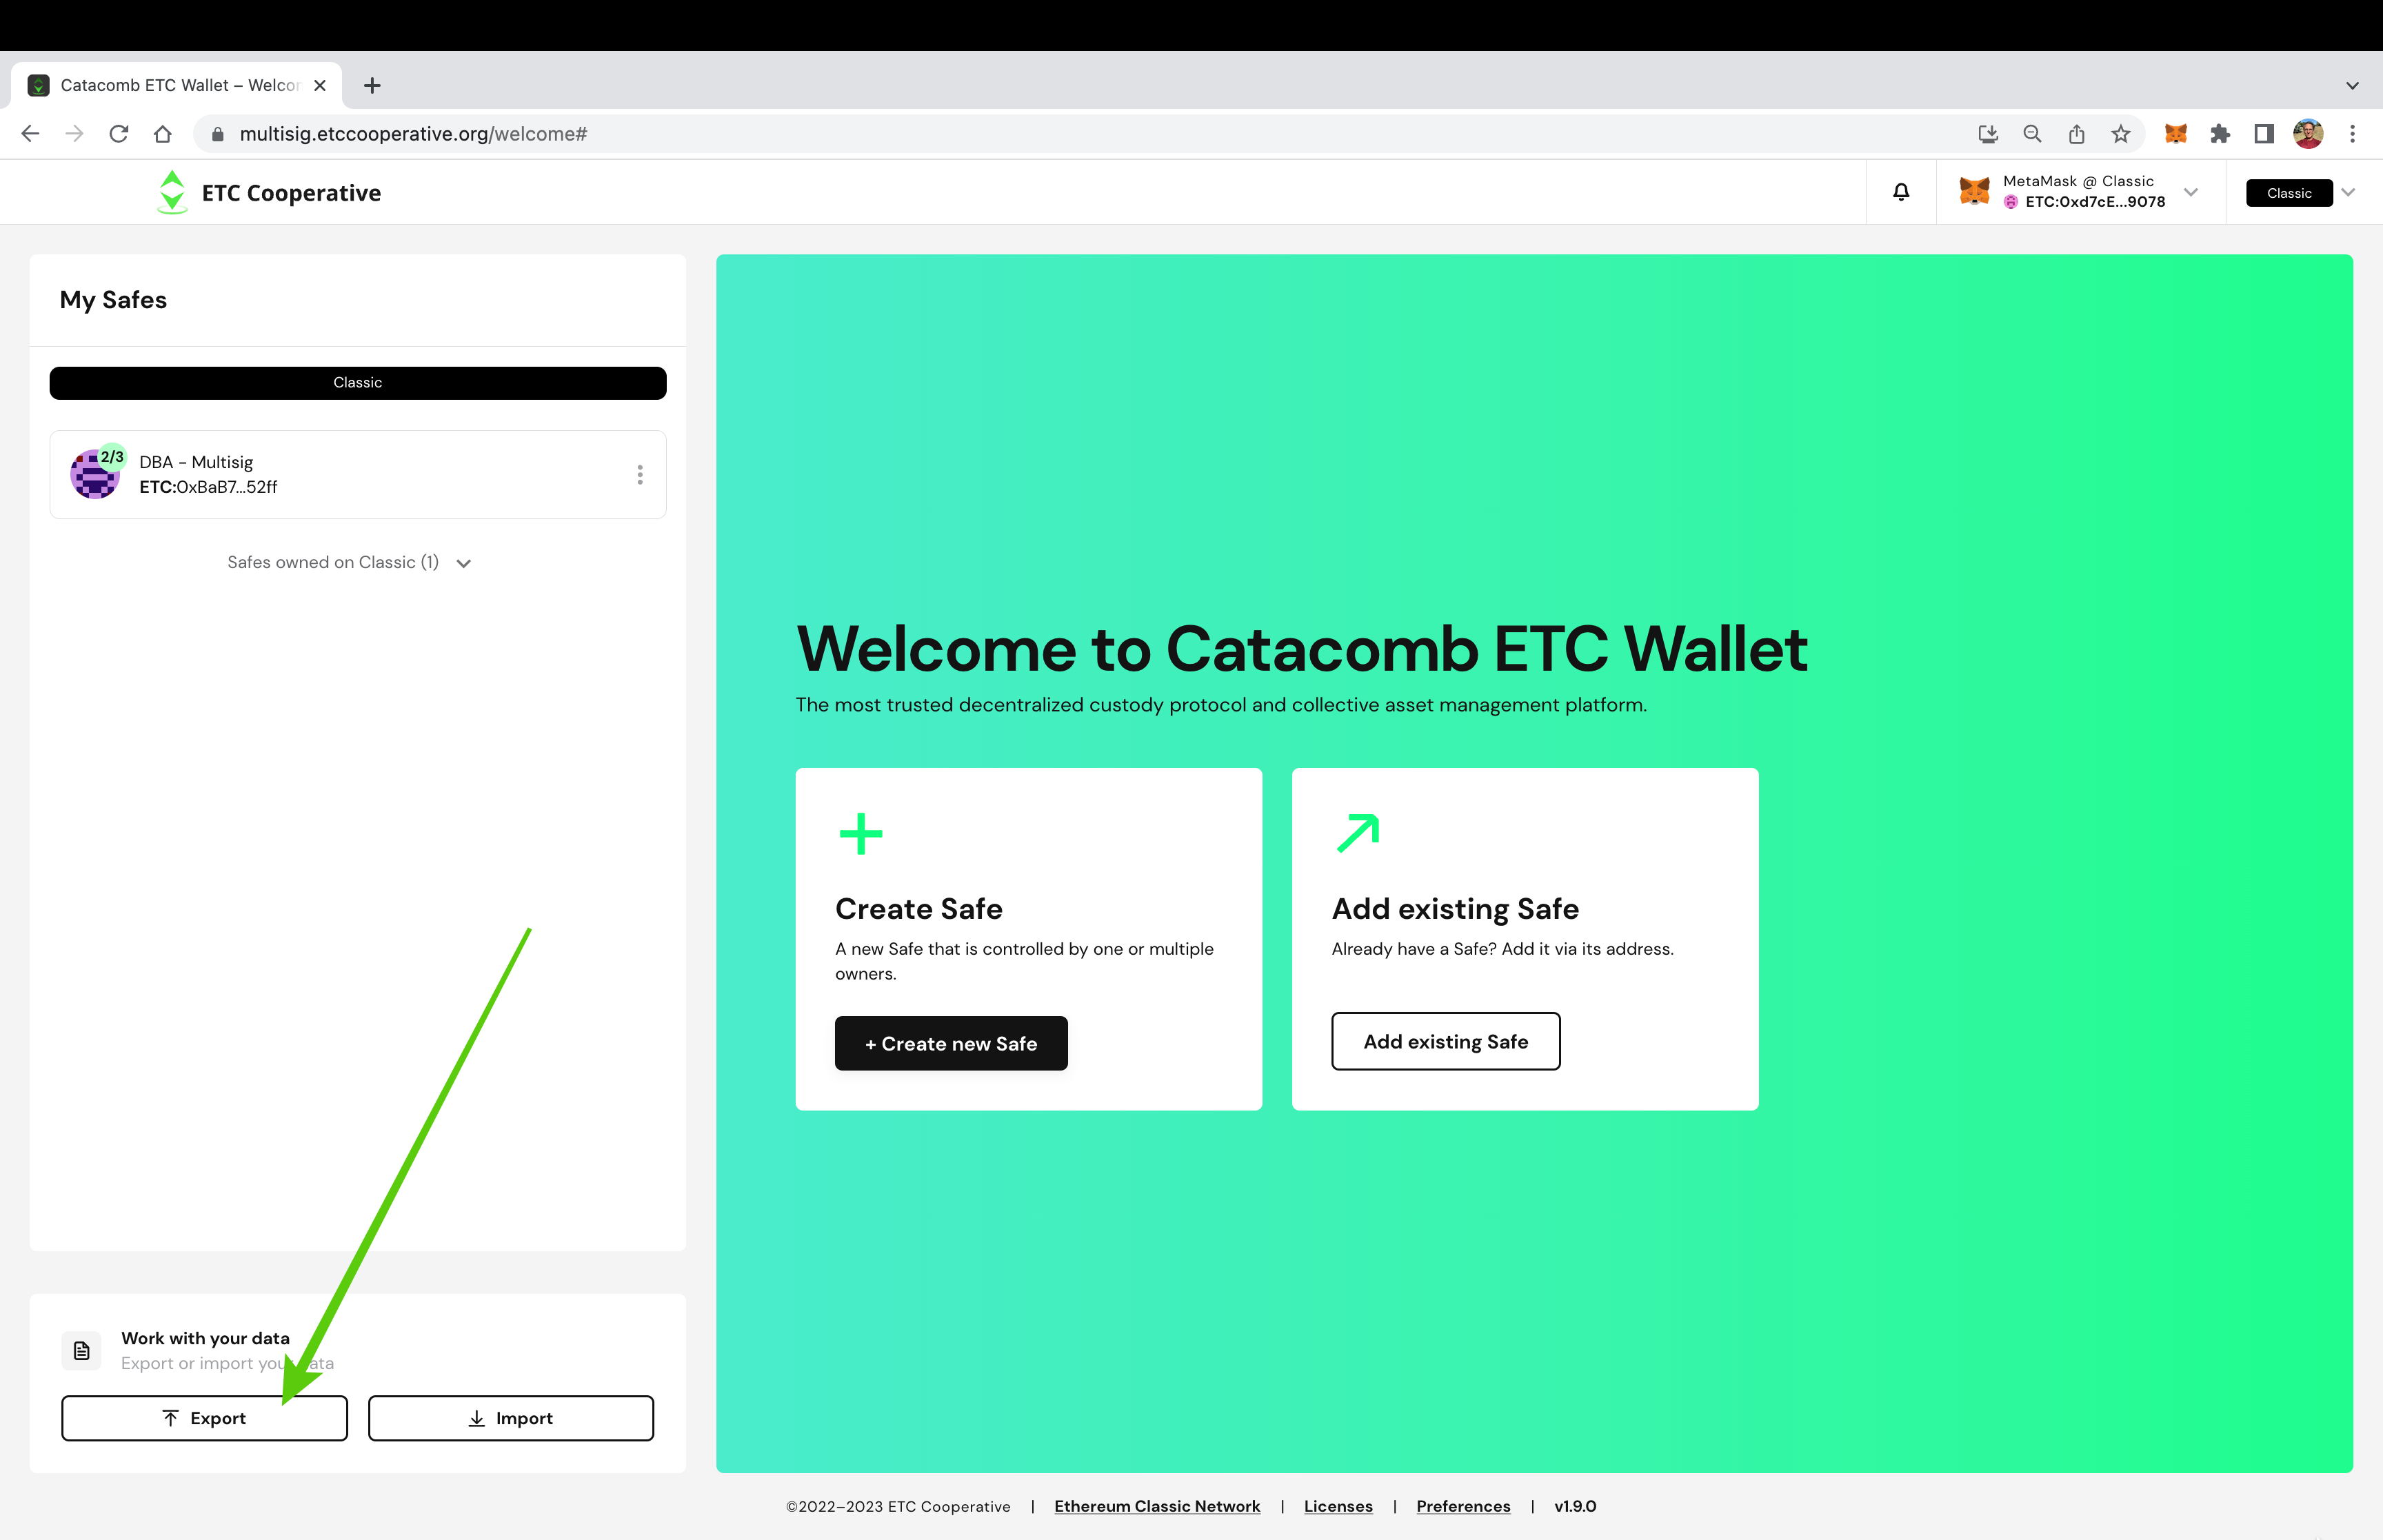 Catacomb ETC Wallet – Welcom
multisig.etccooperative.org/welcome#
ETC Cooperative
MetaMask @ Classic
ETC:0xd7cE...9078
Classic
My Safes
Classic
2/3
DBA - Multisig
ETC:0xBaB7...52ff
Safes owned on Classic (1)
Welcome to Catacomb ETC Wallet
The most trusted decentralized custody protocol and collective asset management platform.
Create Safe
A new Safe that is controlled by one or multiple
owners.
+ Create new Safe
Add existing Safe
Already have a Safe? Add it via its address.
Add existing Safe
Work with your data
Export or import your data
Export
Import
©2022–2023 ETC Cooperative | Ethereum Classic Network | Licenses | Preferences | v1.9.0